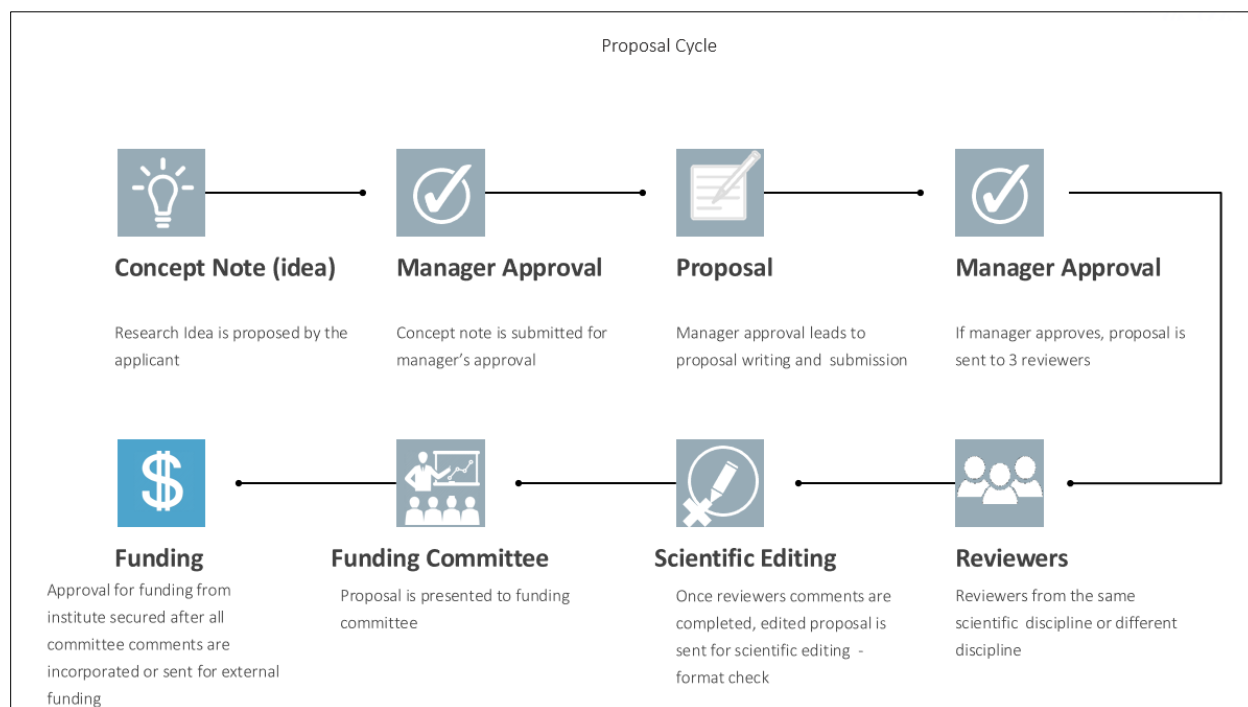 Proposal Cycle
Concept Note (idea)
Research Idea is proposed by the
applicant
Manager Approval
Concept note is submitted for
manager’s approval
Proposal
Manager approval leads to
proposal writing and submission
Manager Approval
If manager approves, proposal is
sent to 3 reviewers
Reviewers
Reviewers from the same
scientific discipline or different
discipline
Scientific Editing
Once reviewers comments are
completed, edited proposal is
sent for scientific editing -
format check
Funding Committee
Proposal is presented to funding
committee
$
Funding
Approval for funding from
institute secured after all
committee comments are
incorporated or sent for external
funding